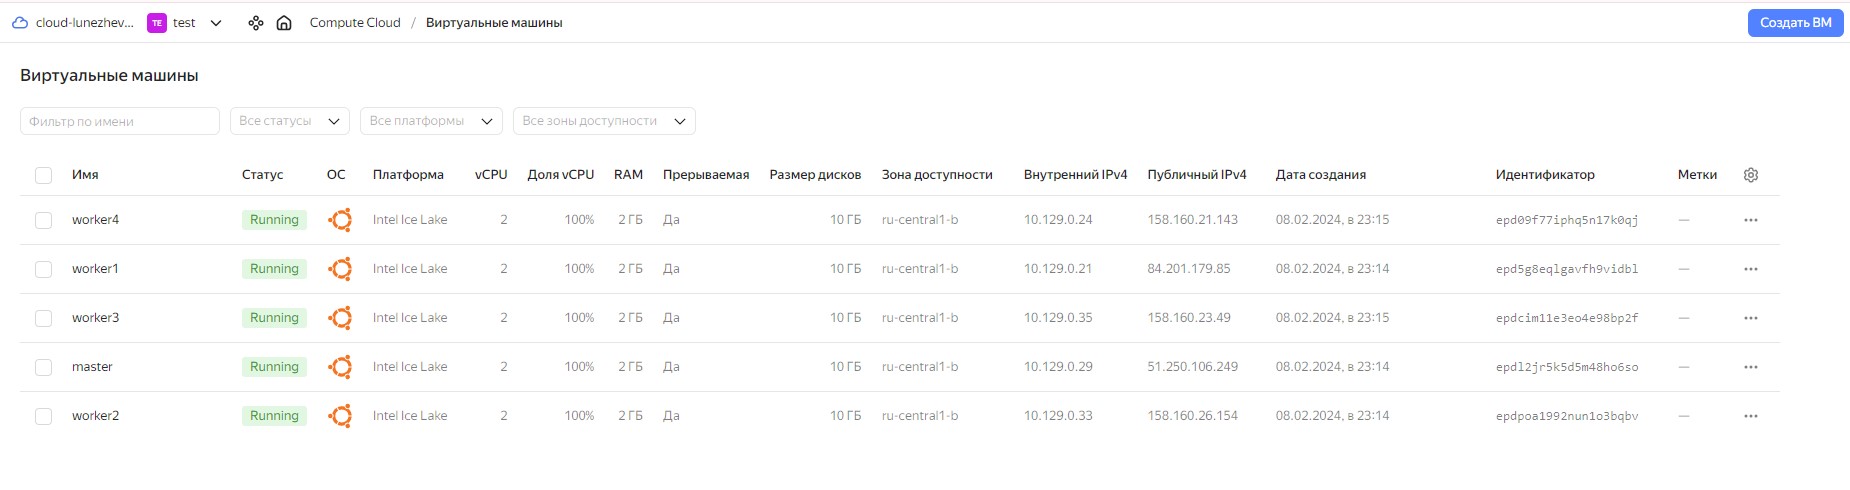 cloud-lunezhev... TE test Compute Cloud / Виртуальные машины Создать ВМ
Виртуальные машины
Фильтр по имени Все статусы Все платформы Все зоны доступности
Имя Статус ОС Платформа vCPU Доля vCPU RAM Прерываемая Размер дисков Зона доступности Внутренний IPv4 Публичный IPv4 Дата создания Идентификатор Метки
worker4 Running Intel Ice Lake 2 100% 2 ГБ Да 10 ГБ ru-central1-b 10.129.0.24 158.160.21.143 08.02.2024, в 23:15 epd09f77iphq5n17k0qj —
worker1 Running Intel Ice Lake 2 100% 2 ГБ Да 10 ГБ ru-central1-b 10.129.0.21 84.201.179.85 08.02.2024, в 23:14 epd5g8eqlgavfh9vidbl —
worker3 Running Intel Ice Lake 2 100% 2 ГБ Да 10 ГБ ru-central1-b 10.129.0.35 158.160.23.49 08.02.2024, в 23:15 epdcim11e3eo4e98bp2f —
master Running Intel Ice Lake 2 100% 2 ГБ Да 10 ГБ ru-central1-b 10.129.0.29 51.250.106.249 08.02.2024, в 23:14 epdl2jr5k5d5m48ho6so —
worker2 Running Intel Ice Lake 2 100% 2 ГБ Да 10 ГБ ru-central1-b 10.129.0.33 158.160.26.154 08.02.2024, в 23:14 epdpoa1992nun1o3bqbv —